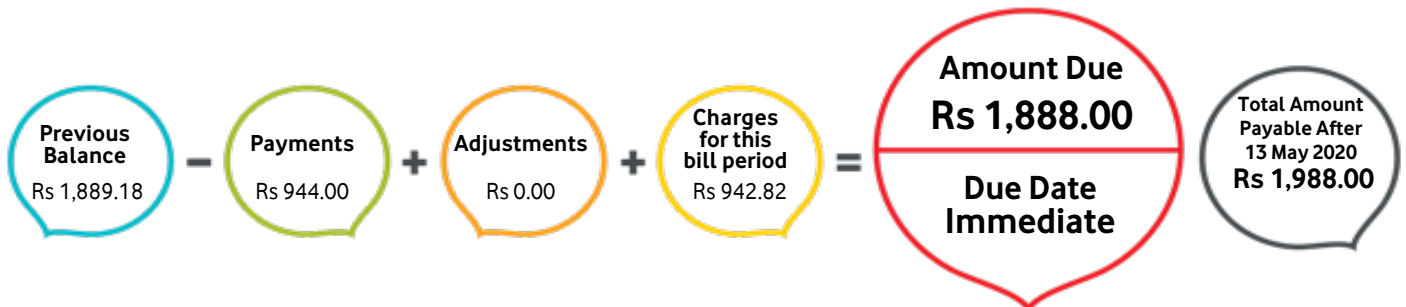 Previous
Balance
Rs 1,889.18
-
Payments
Rs 944.00
+
Adjustments
Rs 0.00
+
Charges
for this
bill period
Rs 942.82
=
Amount Due
Rs 1,888.00
Due Date
Immediate
Total Amount
Payable After
13 May 2020
Rs 1,988.00